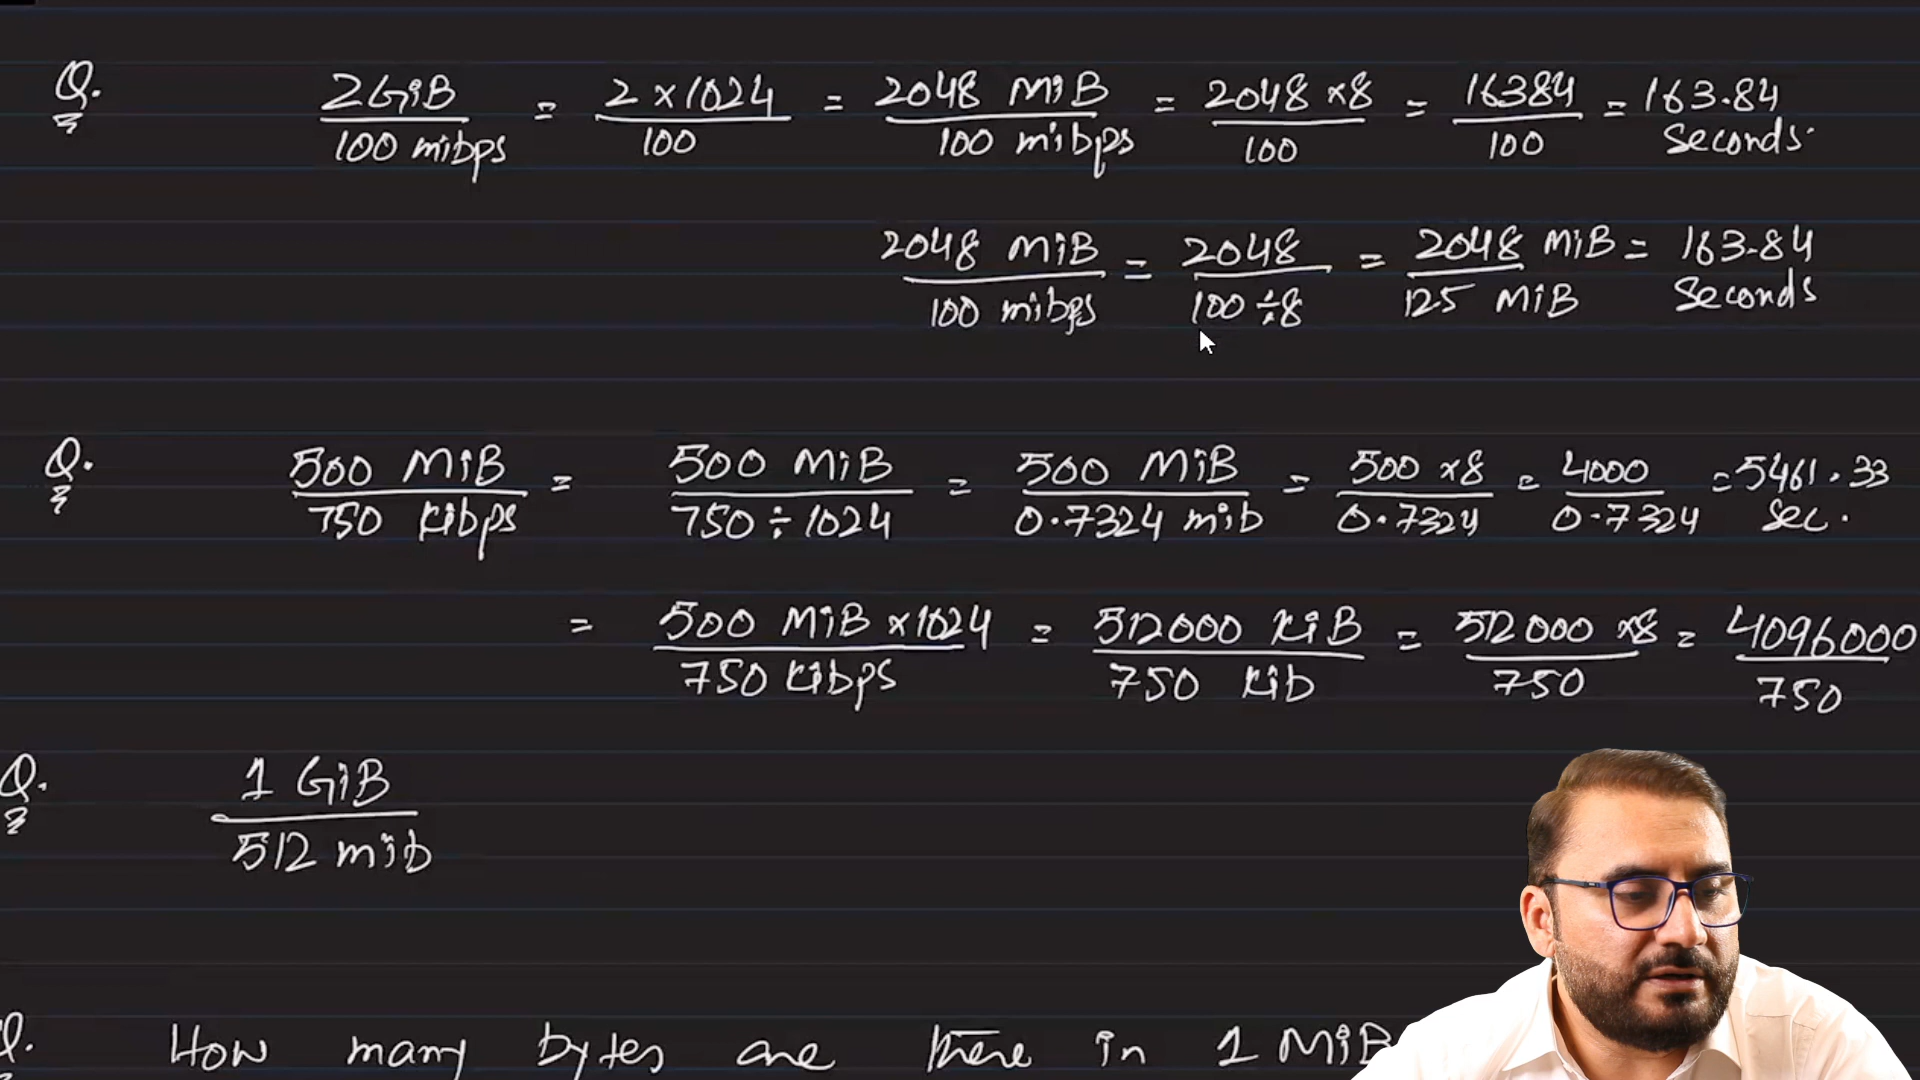 Q. 2GiB / 100 mibps = 2 x 1024 / 100 = 2048 MiB / 100 mibps = 2048 x8 / 100 = 16384 / 100 = 163.84 Seconds.
2048 MiB / 100 mibps = 2048 / 100 ÷ 8 = 2048 MiB / 125 MiB = 163.84 Seconds
Q. 500 MiB / 750 kibps = 500 MiB / 750 ÷ 1024 = 500 MiB / 0.7324 mib = 500 x8 / 0.7324 = 4000 / 0.7324 = 5461.33 Sec.
= 500 MiB x1024 / 750 kibps = 512000 KiB / 750 kib = 512000 x8 / 750 = 4096000 / 750
Q. 1 GiB / 512 mib
Q. How many bytes are there in 1 MiB